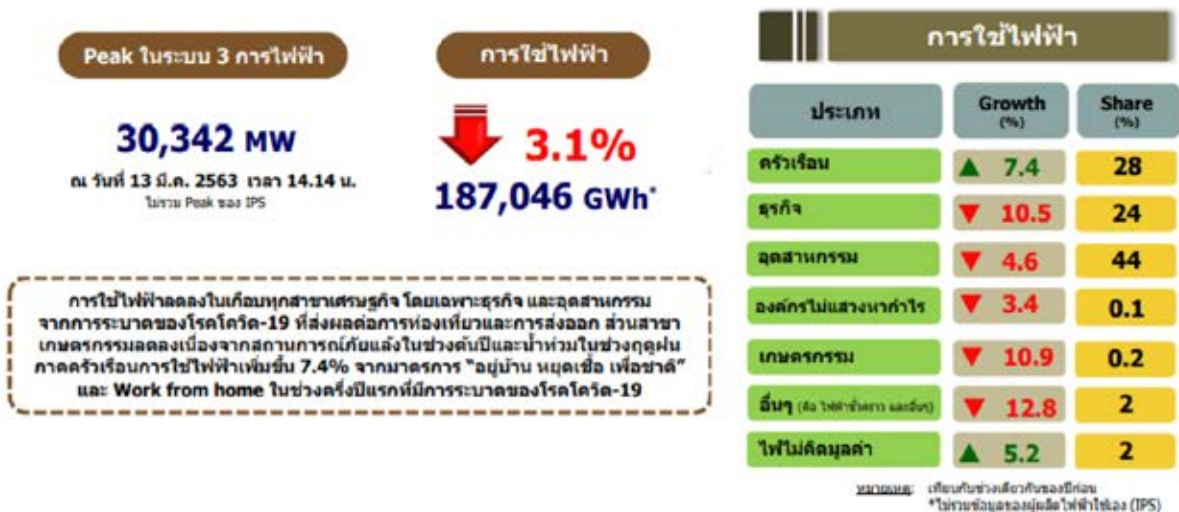 Peak ในระบบ 3 การไฟฟ้า
30,342 MW
ณ วันที่ 13 มี.ค. 2563 เวลา 14.14 น.
ไม่รวม Peak ของ IPS
การใช้ไฟฟ้า
3.1%
187,046 GWh*
การใช้ไฟฟ้าลดลงในเกือบทุกสาขาเศรษฐกิจ โดยเฉพาะธุรกิจ และอุตสาหกรรม
จากการระบาดของโรคโควิด-19 ที่ส่งผลต่อการท่องเที่ยวและการส่งออก ส่วนสาขา
เกษตรกรรมลดลงเนื่องจากสถานการณ์ภัยแล้งในช่วงต้นปีและน้ำท่วมในช่วงฤดูฝน
ภาคครัวเรือนการใช้ไฟฟ้าเพิ่มขึ้น 7.4% จากมาตรการ "อยู่บ้าน หยุดเชื้อ เพื่อชาติ"
และ Work from home ในช่วงครึ่งปีแรกที่มีการระบาดของโรคโควิด-19
การใช้ไฟฟ้า
ประเภท Growth (%) Share (%)
ครัวเรือน ▲ 7.4 28
ธุรกิจ ▼ 10.5 24
อุตสาหกรรม ▼ 4.6 44
องค์กรไม่แสวงหากำไร ▼ 3.4 0.1
เกษตรกรรม ▼ 10.9 0.2
อื่นๆ (คือ ไฟฟ้าชั่วคราว และอื่นๆ) ▼ 12.8 2
ไฟไม่คิดมูลค่า ▲ 5.2 2
หมายเหตุ: เทียบกับช่วงเดียวกันของปีก่อน
*ไม่รวมข้อมูลของผู้ผลิตไฟฟ้าใช้เอง (IPS)